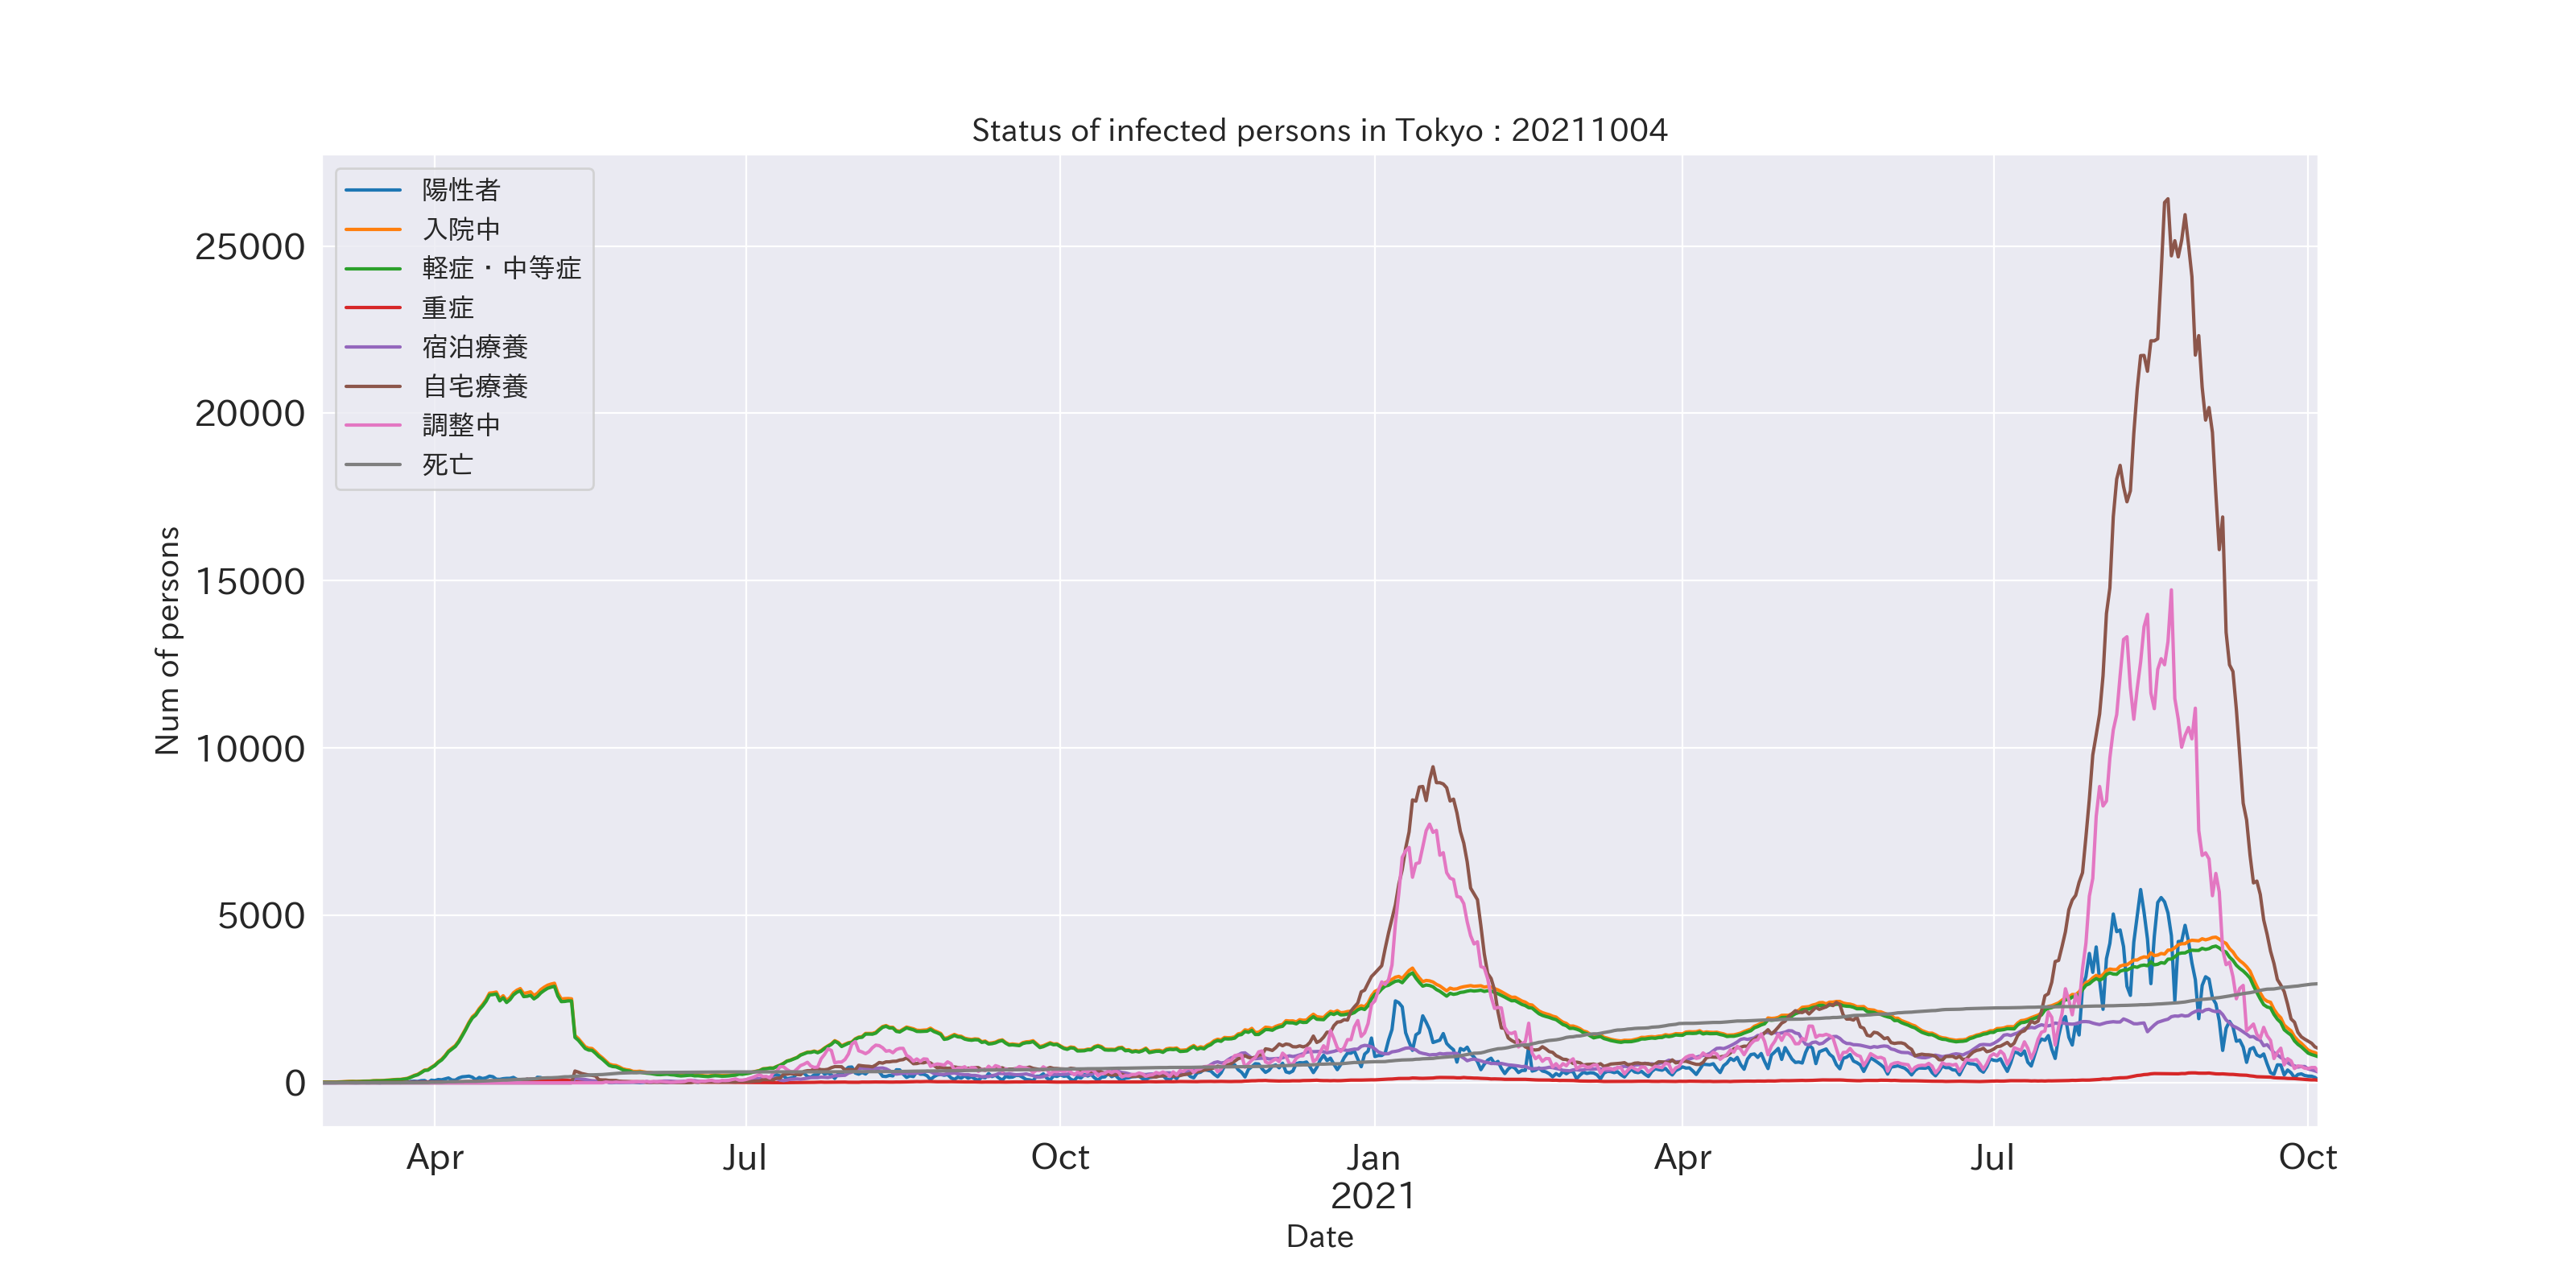 Status of infected persons in Tokyo : 20211004
陽性者
入院中
軽症・中等症
重症
宿泊療養
自宅療養
調整中
死亡
Num of persons
25000
20000
15000
10000
5000
0
Apr
Jul
Oct
Jan
2021
Apr
Jul
Oct
Date